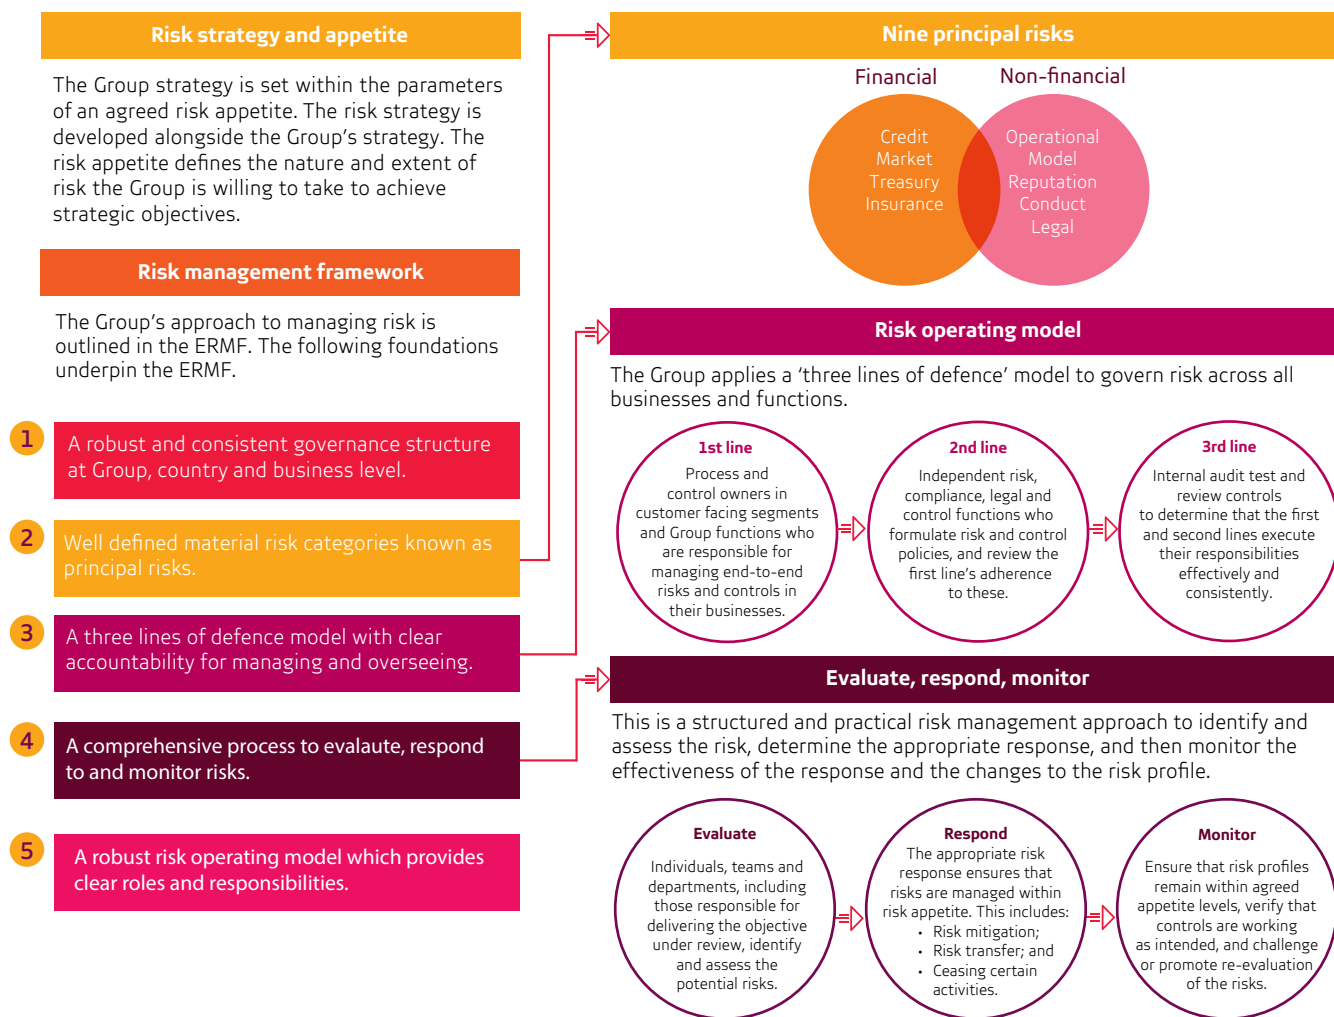 Risk strategy and appetite
The Group strategy is set within the parameters
of an agreed risk appetite. The risk strategy is
developed alongside the Group's strategy. The
risk appetite defines the nature and extent of
risk the Group is willing to take to achieve
strategic objectives.
Risk management framework
The Group's approach to managing risk is
outlined in the ERMF. The following foundations
underpin the ERMF.
1
A robust and consistent governance structure
at Group, country and business level.
2
Well defined material risk categories known as
principal risks.
3
A three lines of defence model with clear
accountability for managing and overseeing.
4
A comprehensive process to evalaute, respond
to and monitor risks.
5
A robust risk operating model which provides
clear roles and responsibilities.
Nine principal risks
Financial
Credit
Market
Treasury
Insurance
Non-financial
Operational
Model
Reputation
Conduct
Legal
Risk operating model
The Group applies a 'three lines of defence' model to govern risk across all
businesses and functions.
1st line
Process and
control owners in
customer facing segments
and Group functions who
are responsible for
managing end-to-end
risks and controls in
their businesses.
2nd line
Independent risk,
compliance, legal and
control functions who
formulate risk and control
policies, and review the
first line's adherence
to these.
3rd line
Internal audit test and
review controls
to determine that the first
and second lines execute
their responsibilities
effectively and
consistently.
Evaluate, respond, monitor
This is a structured and practical risk management approach to identify and
assess the risk, determine the appropriate response, and then monitor the
effectiveness of the response and the changes to the risk profile.
Evaluate
Individuals, teams and
departments, including
those responsible for
delivering the objective
under review, identify
and assess the
potential risks.
Respond
The appropriate risk
response ensures that
risks are managed within
risk appetite. This includes:
• Risk mitigation;
• Risk transfer; and
• Ceasing certain
activities.
Monitor
Ensure that risk profiles
remain within agreed
appetite levels, verify that
controls are working
as intended, and challenge
or promote re-evaluation
of the risks.